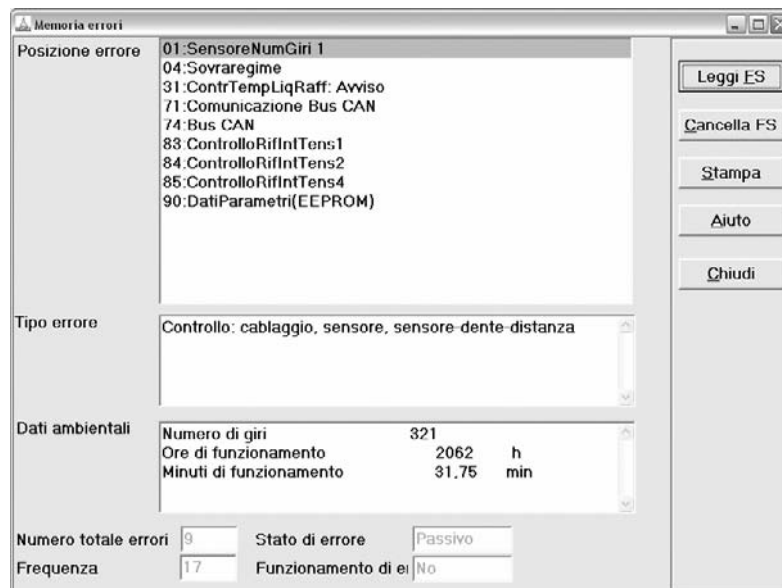 Memoria errori
Posizione errore
01:SensoreNumGiri 1
04:Sovraregime
31:ContrTempLiqRaff: Avviso
71:Comunicazione Bus CAN
74:Bus CAN
83:ControlloRifIntTens1
84:ControlloRifIntTens2
85:ControlloRifIntTens4
90:DatiParametri(EEPROM)
Leggi FS
Cancella FS
Stampa
Aiuto
Chiudi
Tipo errore
Controllo: cablaggio, sensore, sensore-dente-distanza
Dati ambientali
Numero di giri 321
Ore di funzionamento 2062 h
Minuti di funzionamento 31,75 min
Numero totale errori 9 Stato di errore Passivo
Frequenza 17 Funzionamento di ei No